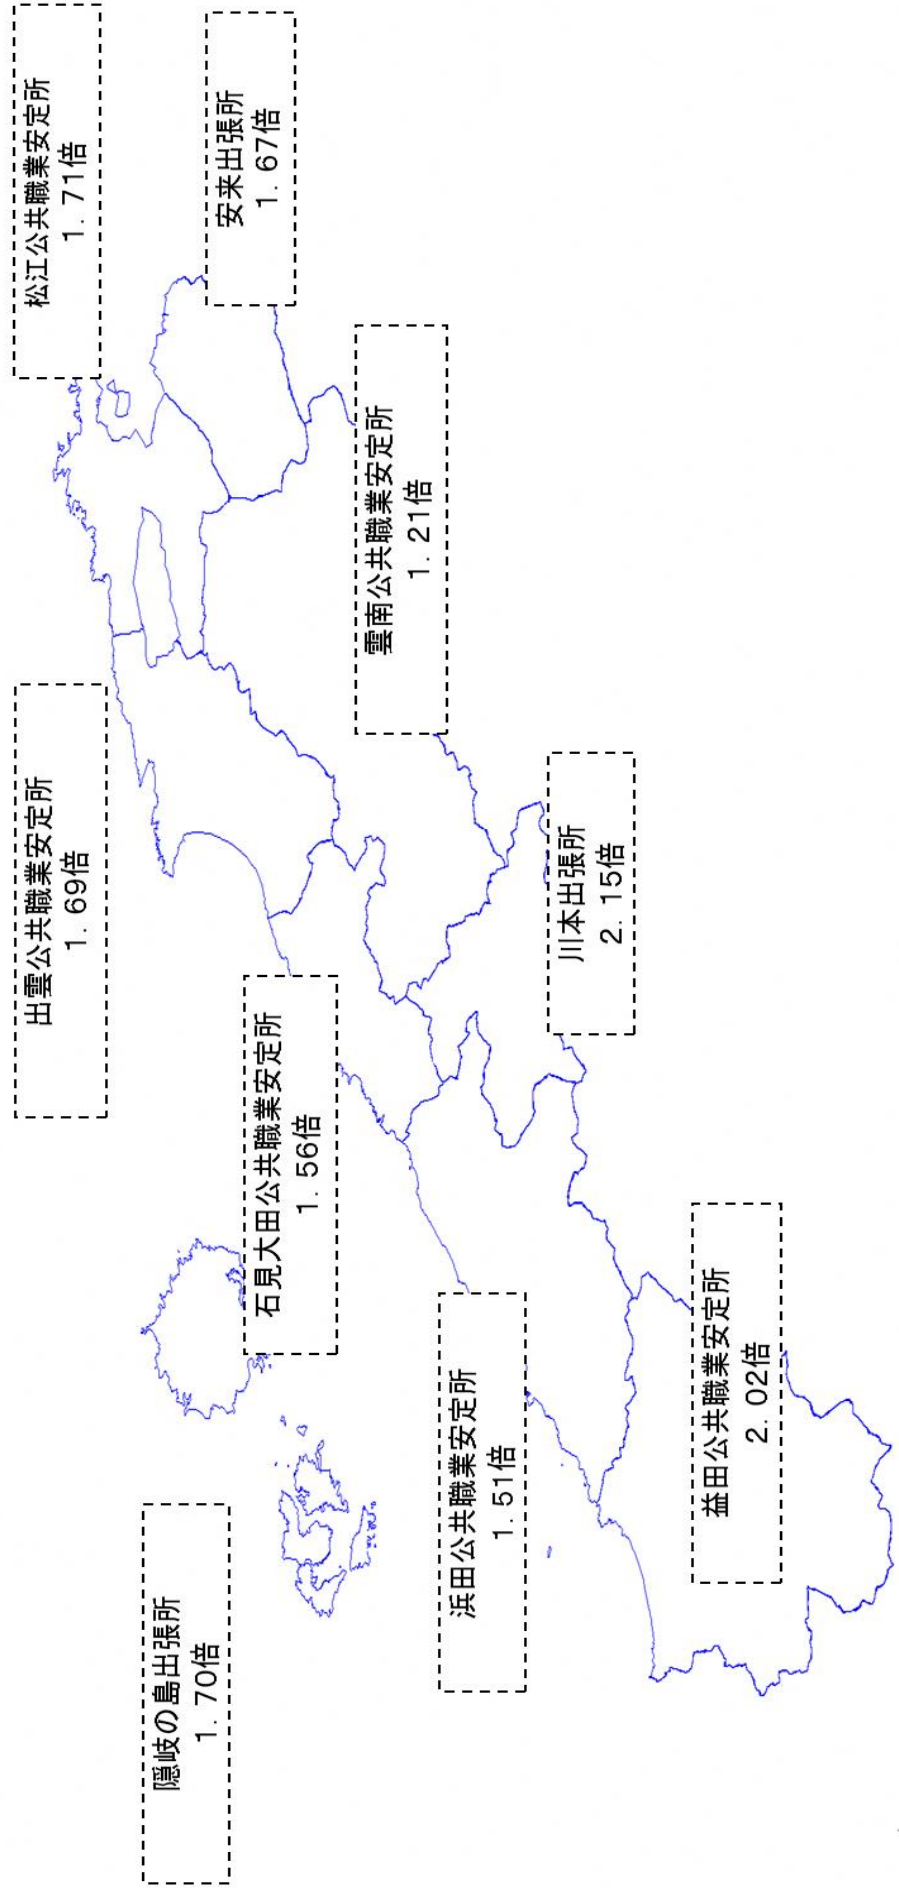 隠岐の島出張所
1．70倍
出雲公共職業安定所
1．69倍
松江公共職業安定所
1．71倍
安来出張所
1．67倍
石見大田公共職業安定所
1．56倍
雲南公共職業安定所
1．21倍
浜田公共職業安定所
1．51倍
川本出張所
2．15倍
益田公共職業安定所
2．02倍